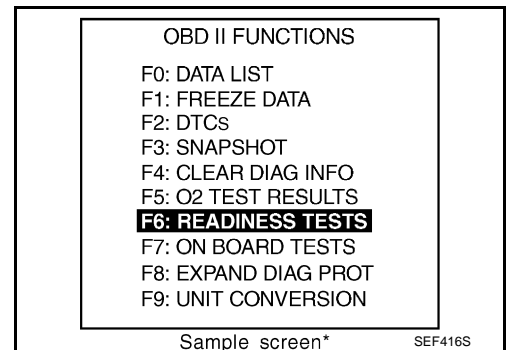 OBD II FUNCTIONS
F0: DATA LIST
F1: FREEZE DATA
F2: DTCs
F3: SNAPSHOT
F4: CLEAR DIAG INFO
F5: O2 TEST RESULTS
F6: READINESS TESTS
F7: ON BOARD TESTS
F8: EXPAND DIAG PROT
F9: UNIT CONVERSION
Sample screen* SEF416S